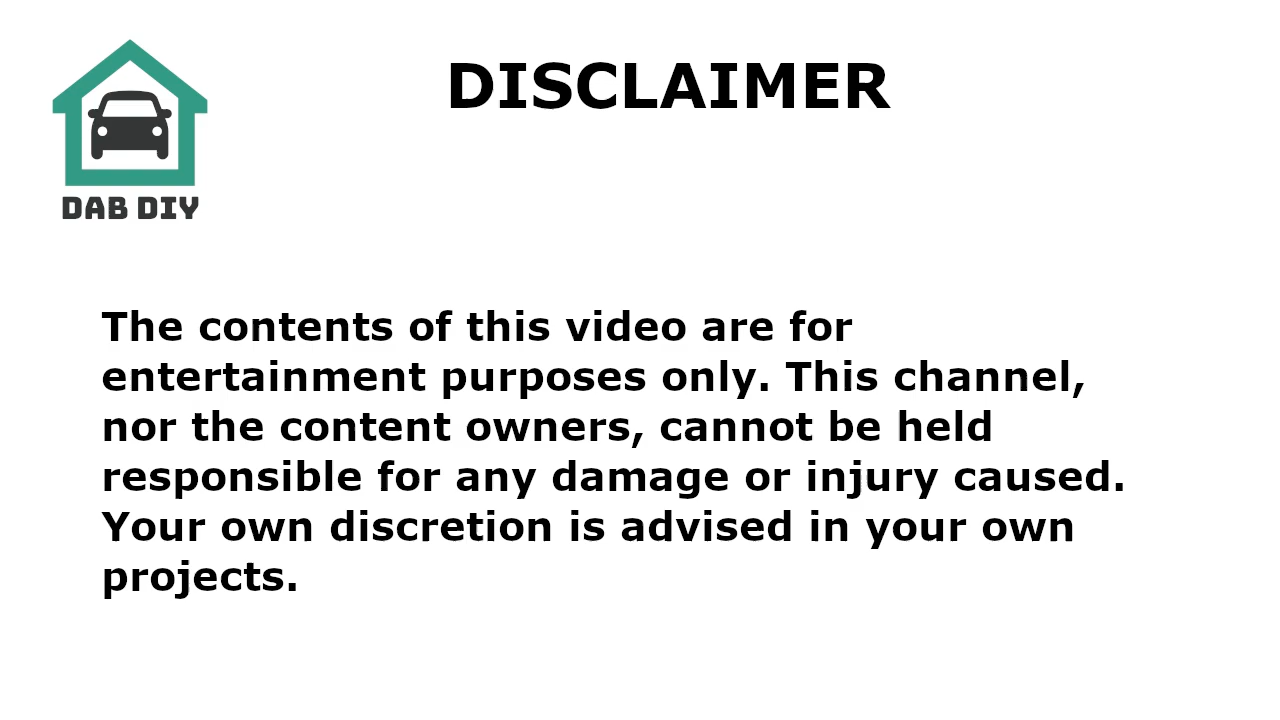 DISCLAIMER
DAB DIY
The contents of this video are for
entertainment purposes only. This channel,
nor the content owners, cannot be held
responsible for any damage or injury caused.
Your own discretion is advised in your own
projects.